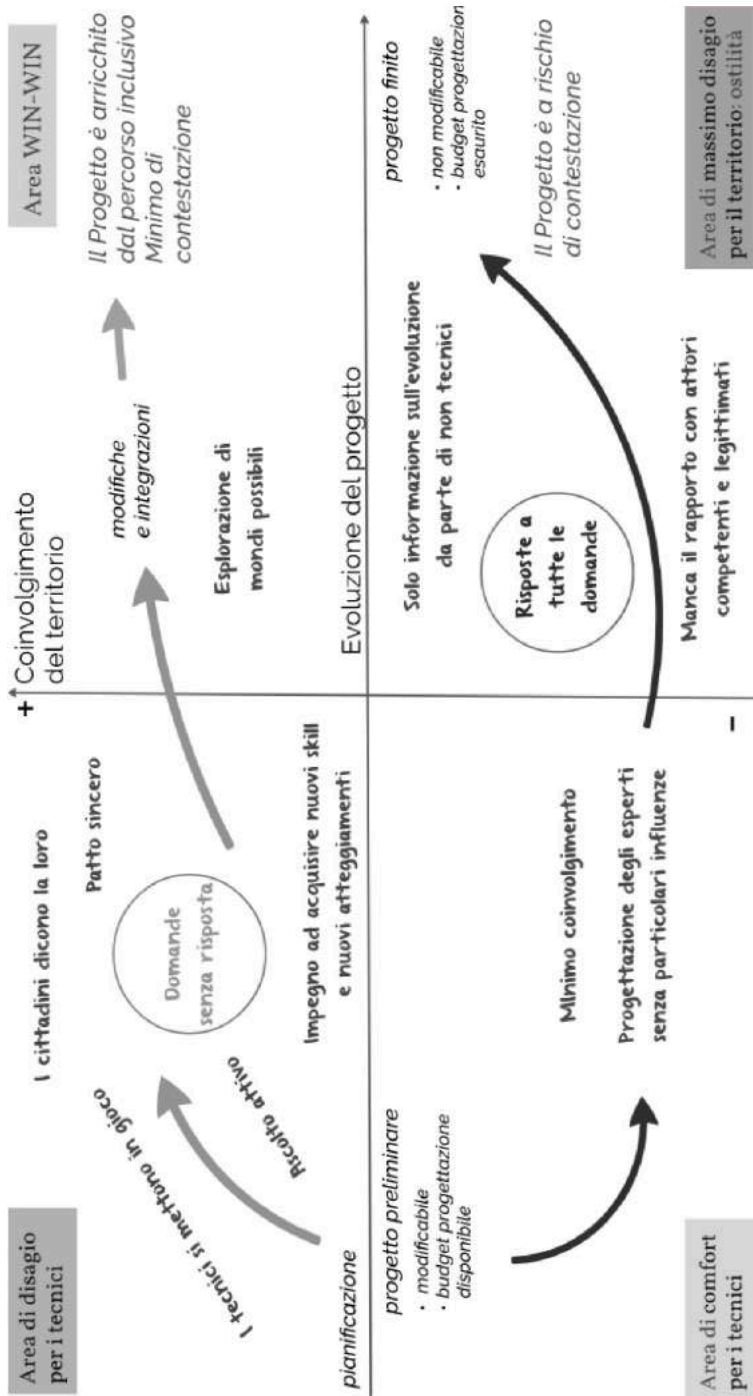 Area di disagio
per i tecnici
I tecnici si mettono in gioco
Ascolto attivo
I cittadini dicono la loro
Patto sincero
Domande
senza risposta
Impegno ad acquisire nuovi skill
e nuovi atteggiamenti
pianificazione
+ Coinvolgimento
del territorio
modifiche
e integrazioni
Esplorazione di
mondi possibili
Area WIN-WIN
Il Progetto è arricchito
dal percorso inclusivo
Minimo di
contestazione
Evoluzione del progetto
progetto preliminare
• modificabile
• budget progettazione
disponibile
Area di comfort
per i tecnici
MInimo coinvolgimento
Progettazione degli esperti
senza particolari influenze
–
Solo informazione sull'evoluzione
da parte di non tecnici
Risposte a
tutte le
domande
Manca il rapporto con attori
competenti e legittimati
progetto finito
• non modificabile
• budget progettazion
esaurito
Il Progetto è a rischio
di contestazione
Area di massimo disagio
per il territorio: ostilità